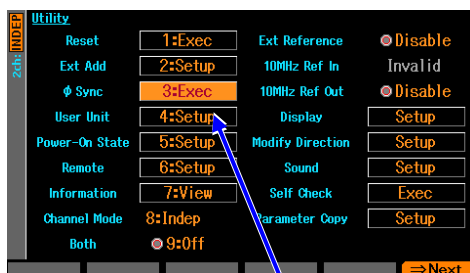 INDEP
2ch:
Utility
Reset 1:Exec Ext Reference Disable
Ext Add 2:Setup 10MHz Ref In Invalid
ϕ Sync 3:Exec 10MHz Ref Out Disable
User Unit 4:Setup Display Setup
Power-On State 5:Setup Modify Direction Setup
Remote 6:Setup Sound Setup
Information 7:View Self Check Exec
Channel Mode 8:Indep Parameter Copy Setup
Both 9:Off
⇒Next